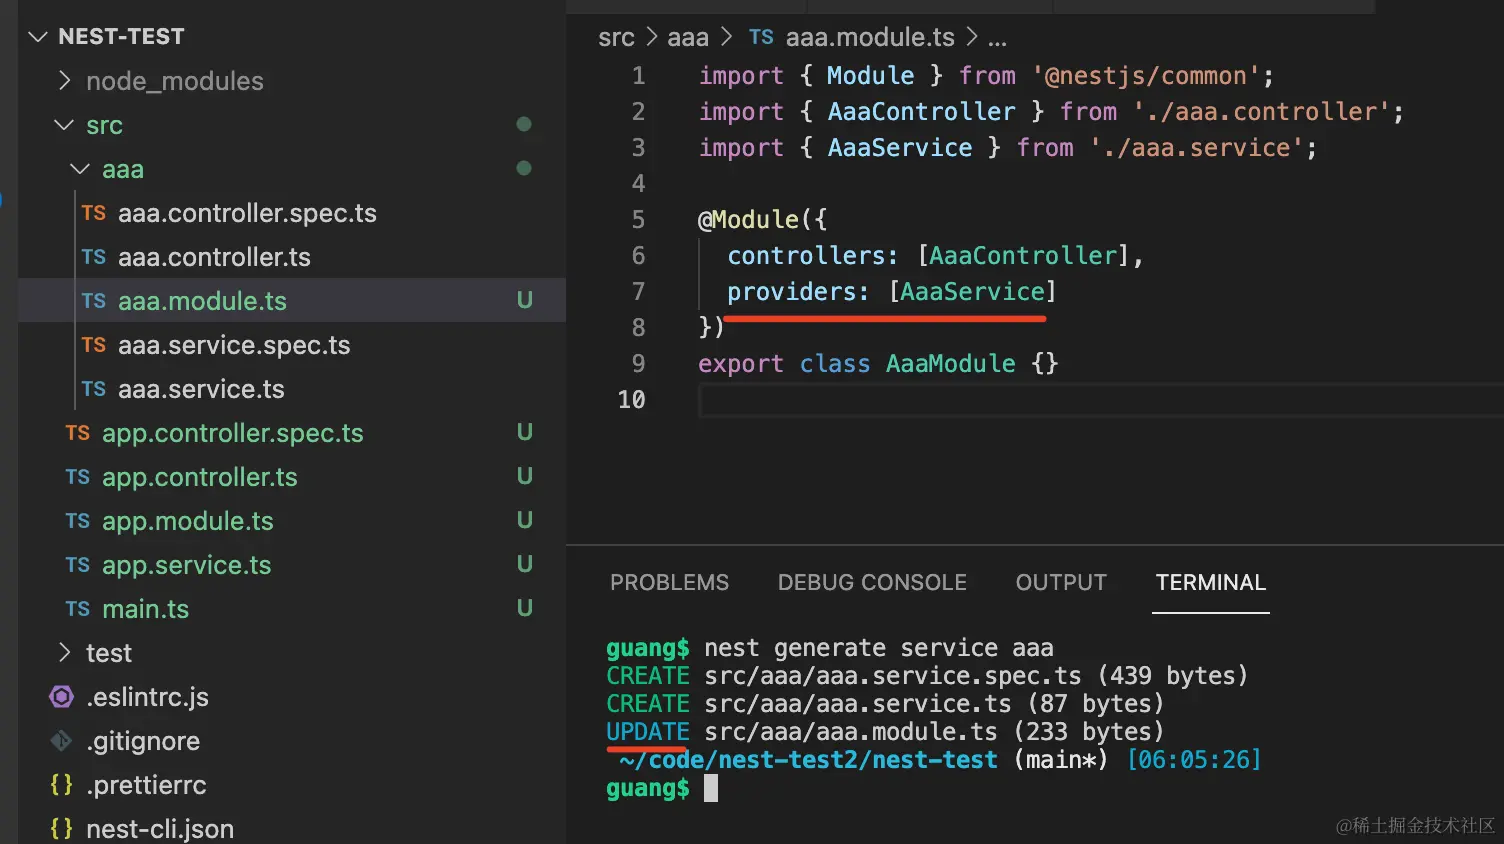 NEST-TEST
node_modules
src
aaa
TS aaa.controller.spec.ts
TS aaa.controller.ts
TS aaa.module.ts U
TS aaa.service.spec.ts
TS aaa.service.ts
TS app.controller.spec.ts U
TS app.controller.ts U
TS app.module.ts U
TS app.service.ts U
TS main.ts U
test
.eslintrc.js
.gitignore
{} .prettierrc
{} nest-cli.json
src > aaa > TS aaa.module.ts > ...
1 import { Module } from '@nestjs/common';
2 import { AaaController } from './aaa.controller';
3 import { AaaService } from './aaa.service';
4
5 @Module({
6 controllers: [AaaController],
7 providers: [AaaService]
8 })
9 export class AaaModule {}
10
PROBLEMS DEBUG CONSOLE OUTPUT TERMINAL
guang$ nest generate service aaa
CREATE src/aaa/aaa.service.spec.ts (439 bytes)
CREATE src/aaa/aaa.service.ts (87 bytes)
UPDATE src/aaa/aaa.module.ts (233 bytes)
~/code/nest-test2/nest-test (main*) [06:05:26]
guang$
@稀土掘金技术社区